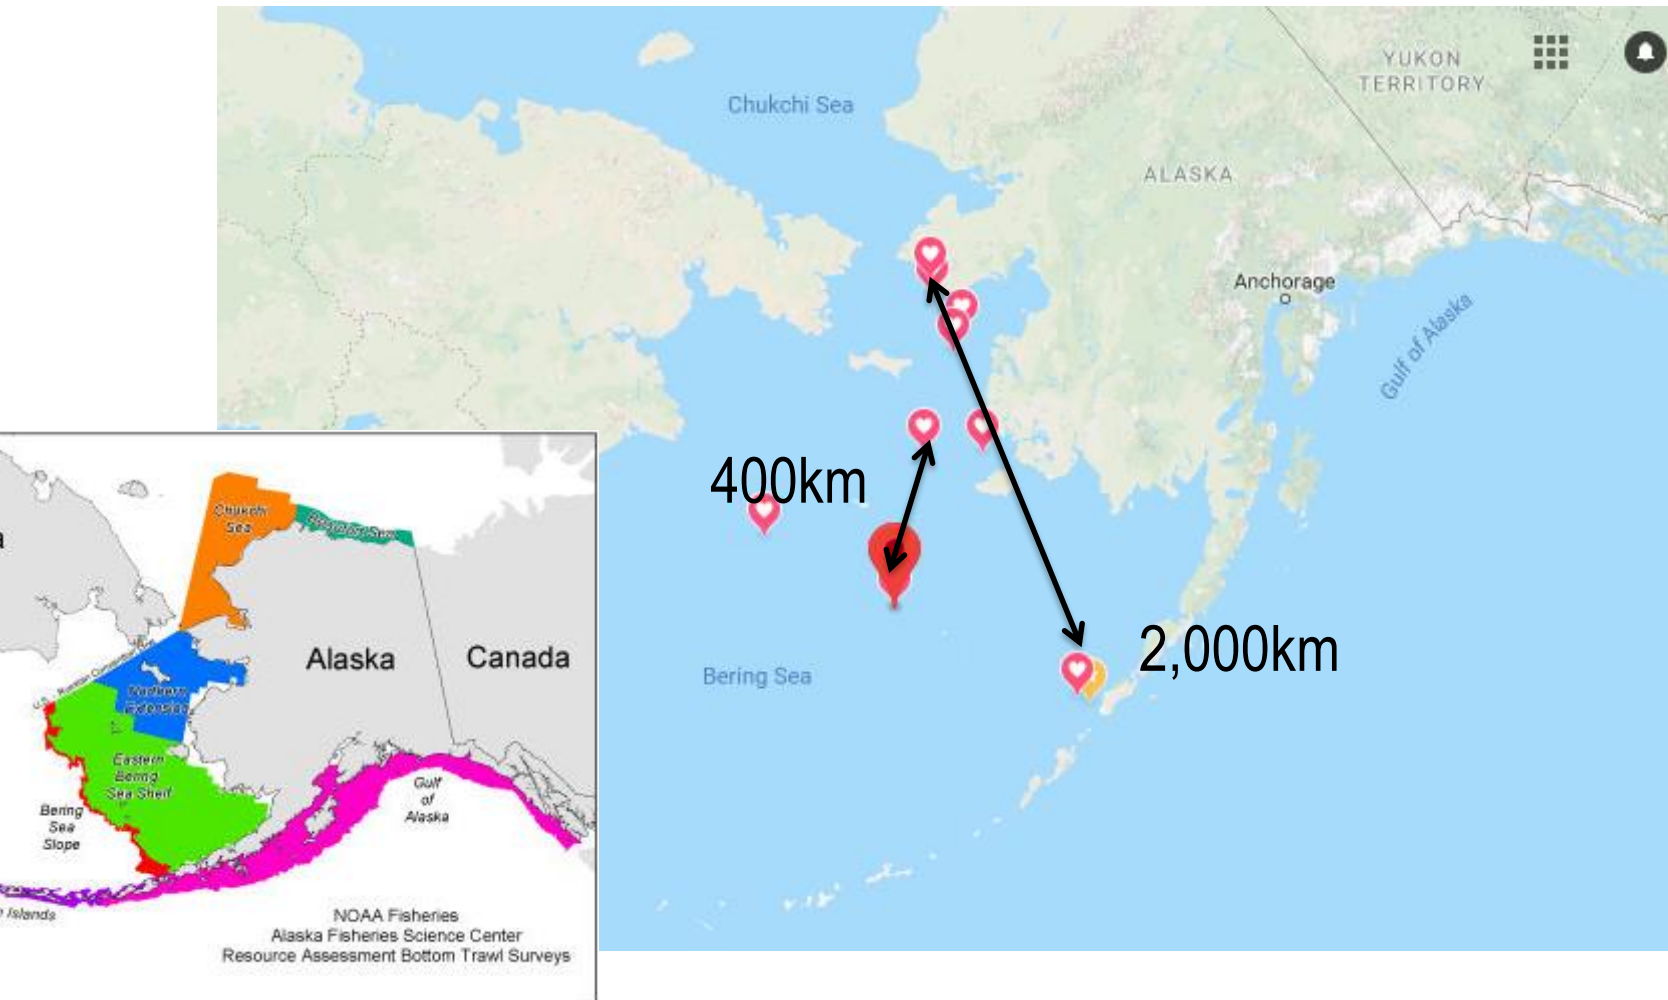 Chukchi Sea
YUKON
TERRITORY
ALASKA
Anchorage
Gulf of Alaska
400km
2,000km
Bering Sea
Chukchi
Sea
Alaska
Canada
Northern
Extension
Eastern
Bering
Sea Shelf
Bering
Sea
Slope
Gulf
of
Alaska
Islands
NOAA Fisheries
Alaska Fisheries Science Center
Resource Assessment Bottom Trawl Surveys